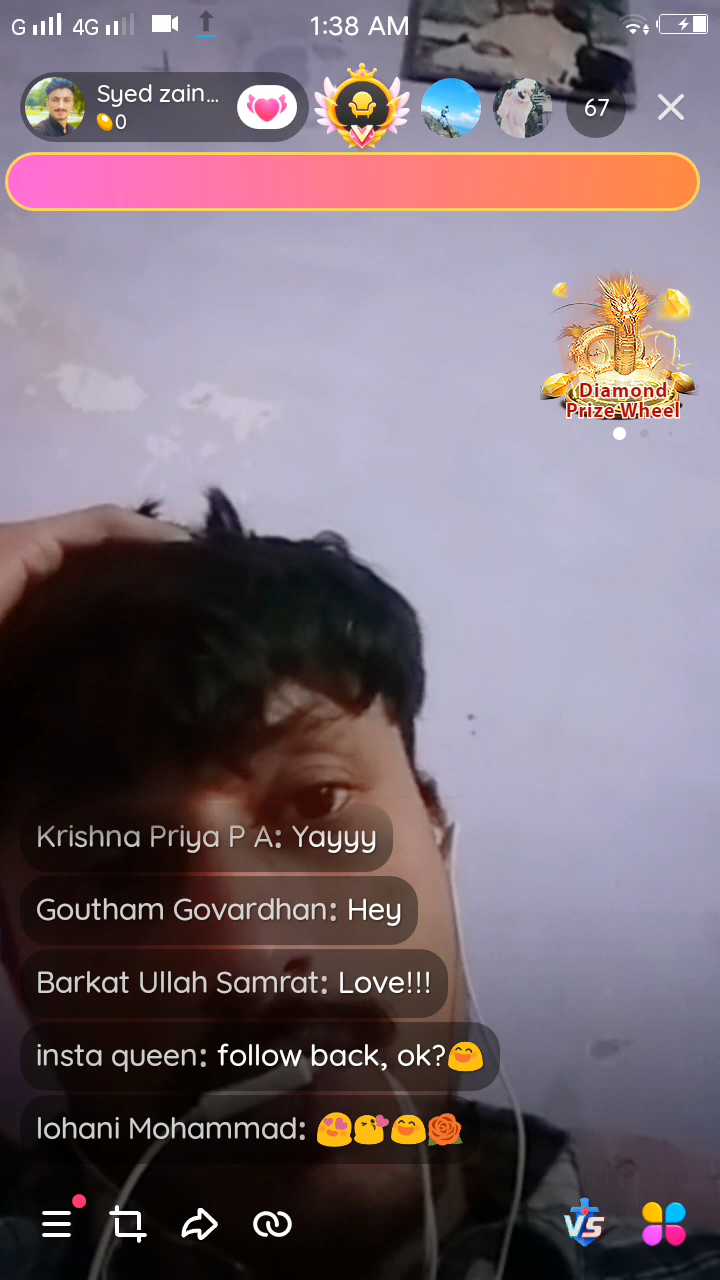 G 4G 1:38 AM
Syed zain...
0
67
Diamond
Prize Wheel
Krishna Priya P A: Yayyy
Goutham Govardhan: Hey
Barkat Ullah Samrat: Love!!!
insta queen: follow back, ok?😊
lohani Mohammad: 😍😘😊🌹
VS